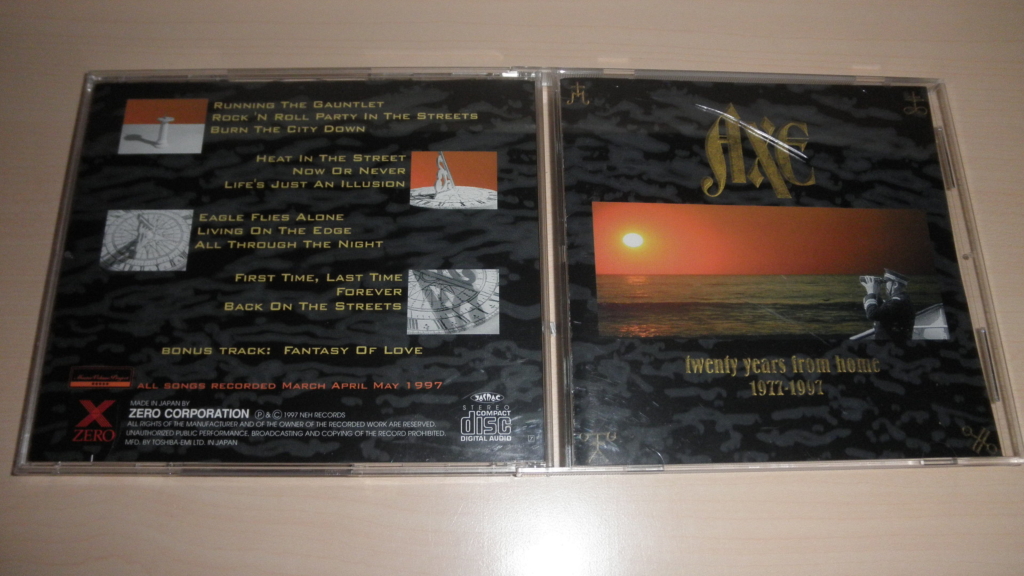 Running The Gauntlet
Rock 'N Roll Party In The Streets
Burn The City Down
Heat In The Street
Now Or Never
Life's Just An Illusion
Eagle Flies Alone
Living On The Edge
All Through The Night
First Time, Last Time
Forever
Back On The Streets
BONUS TRACK: FANTASY OF LOVE
ALL SONGS RECORDED MARCH APRIL MAY 1997
X
ZERO
MADE IN JAPAN BY
ZERO CORPORATION Ⓟ & © 1997 NEH RECORDS
ALL RIGHTS OF THE MANUFACTURER AND OF THE OWNER OF THE RECORDED WORK ARE RESERVED.
UNAUTHORIZED PUBLIC PERFORMANCE, BROADCASTING AND COPYING OF THE RECORD PROHIBITED.
MFD. BY TOSHIBA-EMI LTD. IN JAPAN
JASRAC
STEREO
COMPACT
disc
DIGITAL AUDIO
AXE
twenty years from home
1977-1997